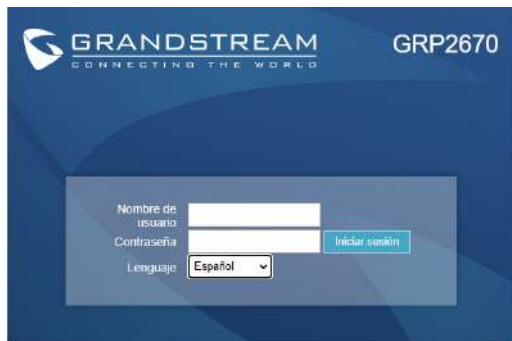 GRANDSTREAM
CONNECTING THE WORLD
GRP2670
Nombre de
usuario
Contraseña
Iniciar sesión
Lenguaje
Español